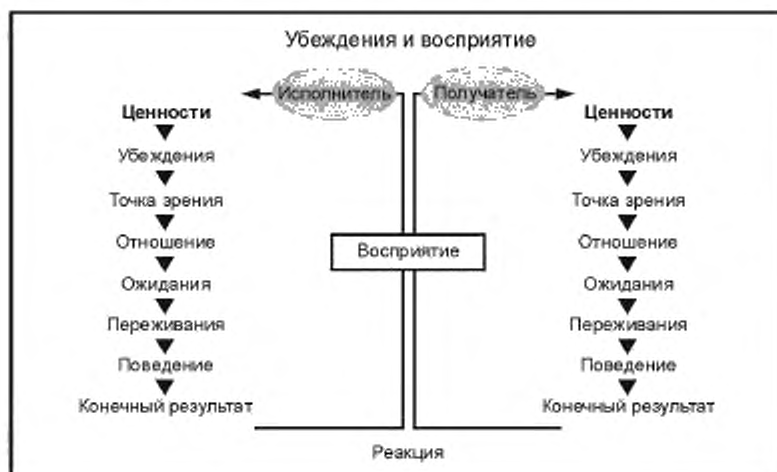 Убеждения и восприятие
Исполнитель
Получатель
Ценности
Убеждения
Точка зрения
Отношение
Ожидания
Переживания
Поведение
Конечный результат
Восприятие
Ценности
Убеждения
Точка зрения
Отношение
Ожидания
Переживания
Поведение
Конечный результат
Реакция